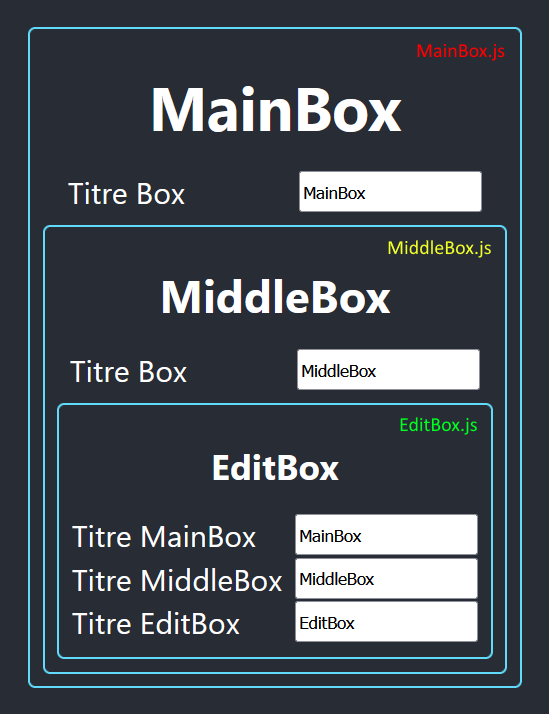 MainBox.js
MainBox
Titre Box MainBox
MiddleBox.js
MiddleBox
Titre Box MiddleBox
EditBox.js
EditBox
Titre MainBox MainBox
Titre MiddleBox MiddleBox
Titre EditBox EditBox